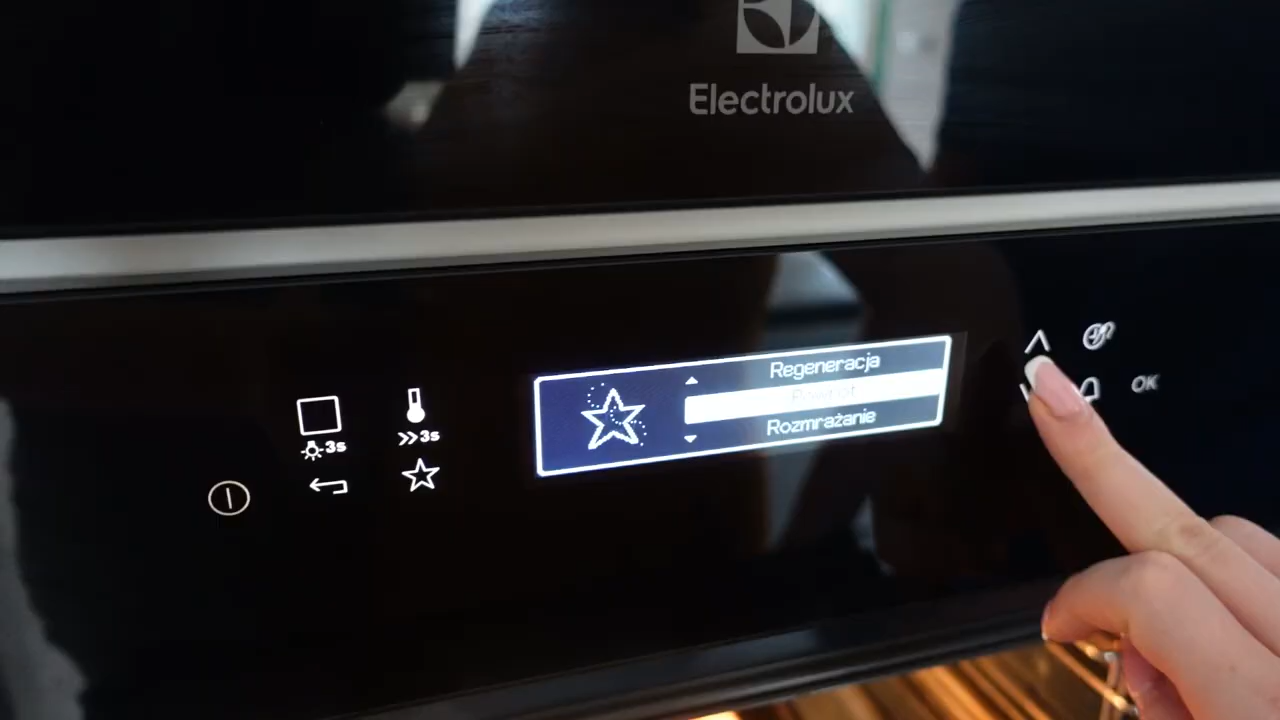 Electrolux
Regeneracja
Powrót
Rozmrażanie
3s
>>3s
OK